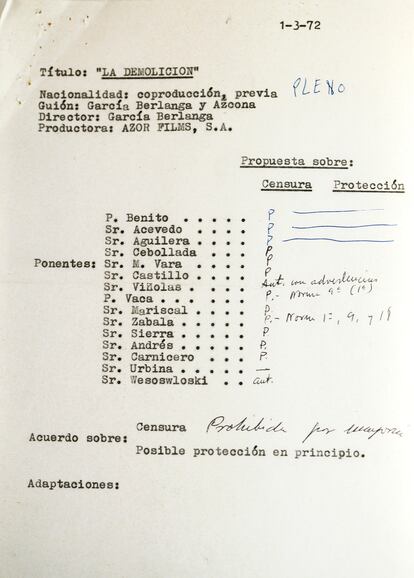 1-3-72
Título: "LA DEMOLICION"
PLENO
Nacionalidad: coproducción, previa
Guión: García Berlanga y Azcona
Director: García Berlanga
Productora: AZOR FILMS, S.A.
Propuesta sobre:
Censura Protección
P. Benito . . . . . P
Sr. Acevedo . . . . P
Sr. Aguilera . . . . P
Sr. Cebollada . . . P
Ponentes: Sr. M. Vara . . . . P
Sr. Castillo . . . . P
Sr. Viñolas . . . . Aut. con advertencias
P. Vaca . . . . . . P.- Norma 9ª (1º)
Sr. Mariscal . . . . P.
Sr. Zabala . . . . . P.- Norm 1ª, 9, y 18
Sr. Sierra . . . . . P
Sr. Andrés . . . . . P.
Sr. Carnicero . . . P.
Sr. Urbina . . . . . —
Sr. Wesoswloski . . aut.
Censura Prohibida por
Acuerdo sobre:
Posible protección en principio.
Adaptaciones: